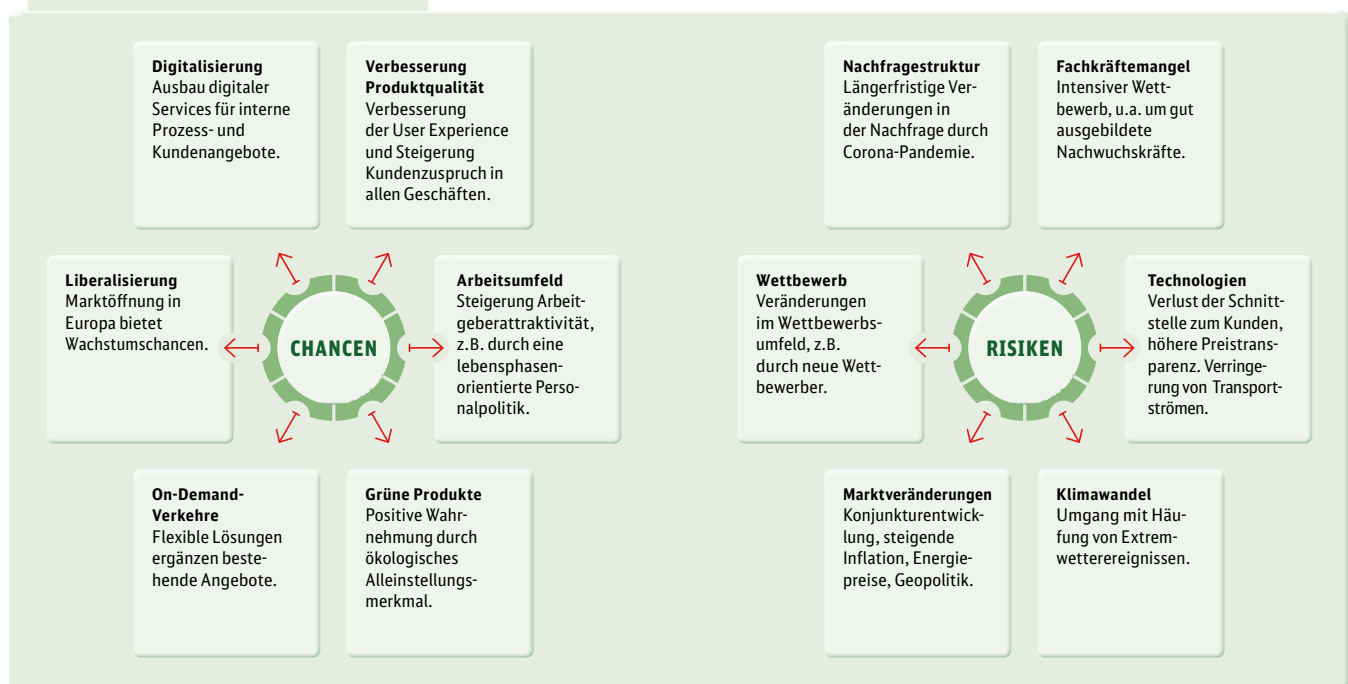 Digitalisierung
Ausbau digitaler
Services für interne
Prozess- und
Kundenangebote.
Verbesserung
Produktqualität
Verbesserung
der User Experience
und Steigerung
Kundenzuspruch in
allen Geschäften.
Liberalisierung
Marktöffnung in
Europa bietet
Wachstumschancen.
CHANCEN
Arbeitsumfeld
Steigerung Arbeit-
geberattraktivität,
z.B. durch eine
lebensphasen-
orientierte Perso-
nalpolitik.
On-Demand-
Verkehre
Flexible Lösungen
ergänzen beste-
hende Angebote.
Grüne Produkte
Positive Wahr-
nehmung durch
ökologisches
Alleinstellungs-
merkmal.
Nachfragestruktur
Längerfristige Ver-
änderungen in
der Nachfrage durch
Corona-Pandemie.
Fachkräftemangel
Intensiver Wett-
bewerb, u.a. um gut
ausgebildete
Nachwuchskräfte.
Wettbewerb
Veränderungen
im Wettbewerbs-
umfeld, z.B.
durch neue Wett-
bewerber.
RISIKEN
Technologien
Verlust der Schnitt-
stelle zum Kunden,
höhere Preistrans-
parenz. Verringe-
rung von Transport-
strömen.
Marktveränderungen
Konjunkturentwick-
lung, steigende
Inflation, Energie-
preise, Geopolitik.
Klimawandel
Umgang mit Häu-
fung von Extrem-
wetterereignissen.